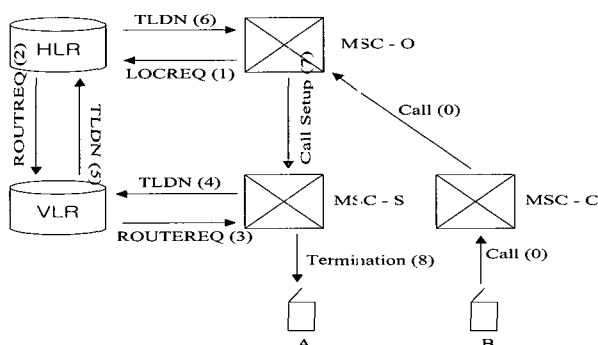 TLDN (6)
HLR
MSC - O
LOCREQ (1)
ROUTREQ (2)
TLDN (5)
Call Setup (7)
Call (0)
TLDN (4)
VLR
MSC - S
MSC - C
ROUTEREQ (3)
Termination (8)
Call (0)
A
B